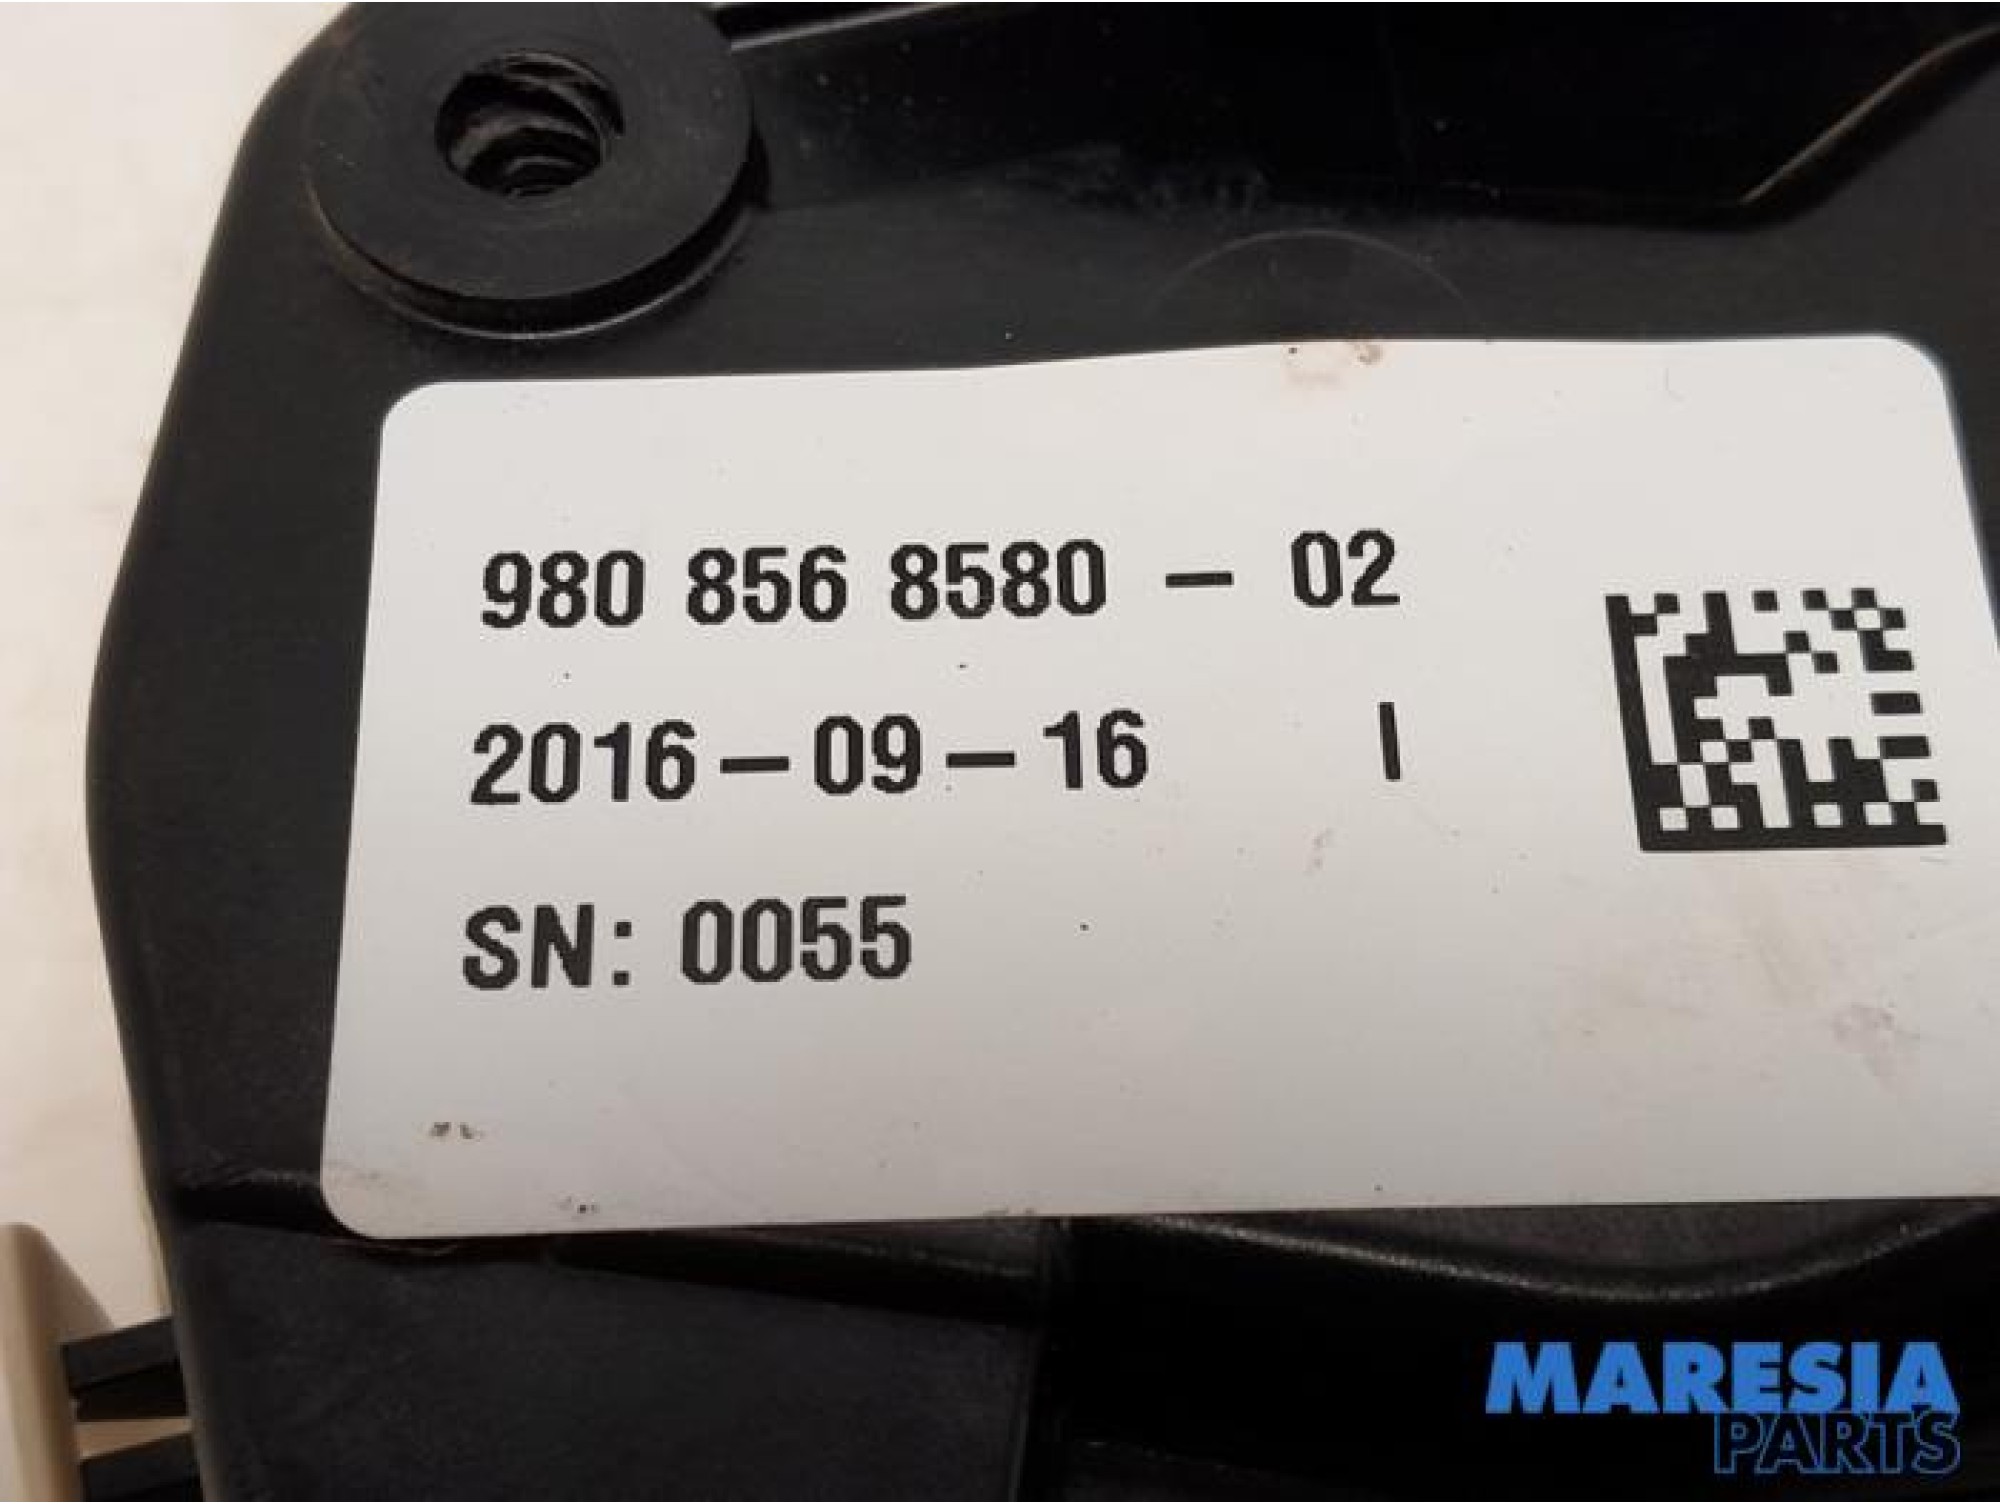 980 856 8580 - 02
2016-09-16 I
SN: 0055
MARESIA
PARTS